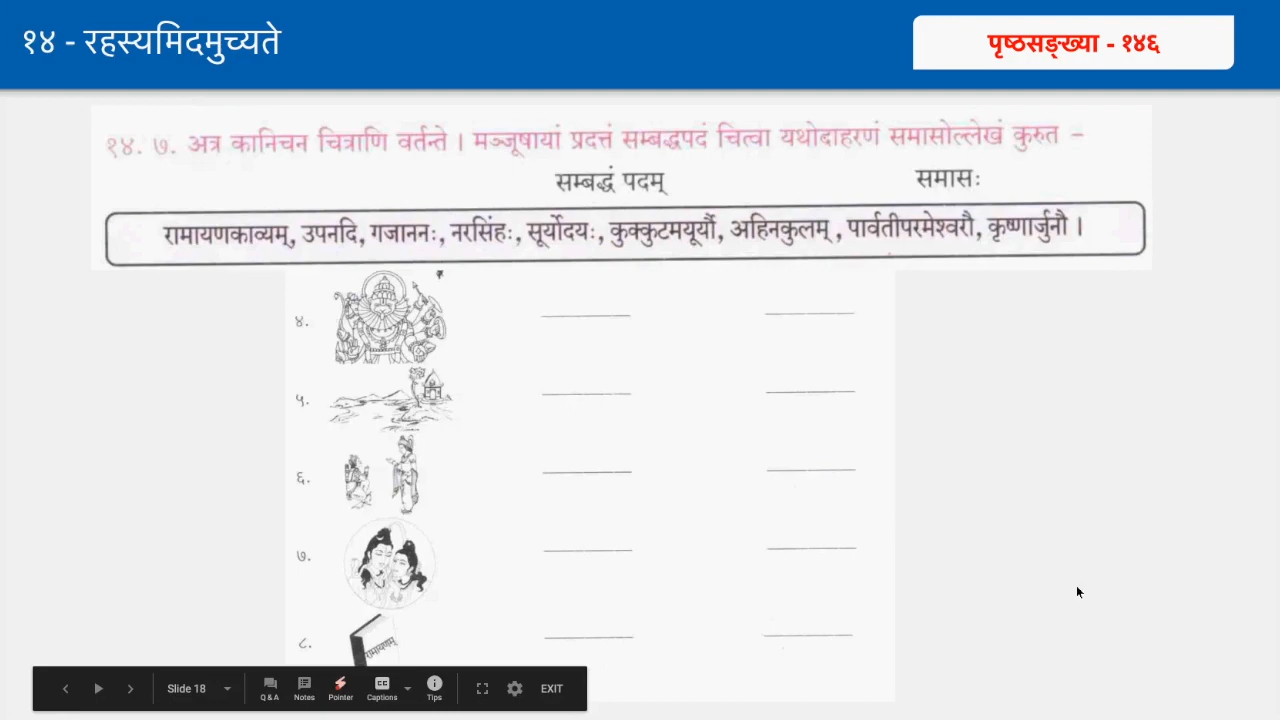 १४ - रहस्यमिदमुच्यते
पृष्ठसङ्ख्या - १४६
१४. ७. अत्र कानिचन चित्राणि वर्तन्ते । मञ्जूषायां प्रदत्तं सम्बद्धपदं चित्वा यथोदाहरणं समासोल्लेखं कुरुत –
सम्बद्धं पदम् समासः
रामायणकाव्यम्, उपनदि, गजाननः, नरसिंहः, सूर्योदयः, कुक्कुटमयूर्यौ, अहिनकुलम् , पार्वतीपरमेश्वरौ, कृष्णार्जुनौ ।
४.
५.
६.
७.
८.
रामायणम्
Slide 18
Q & A Notes Pointer Captions Tips
EXIT